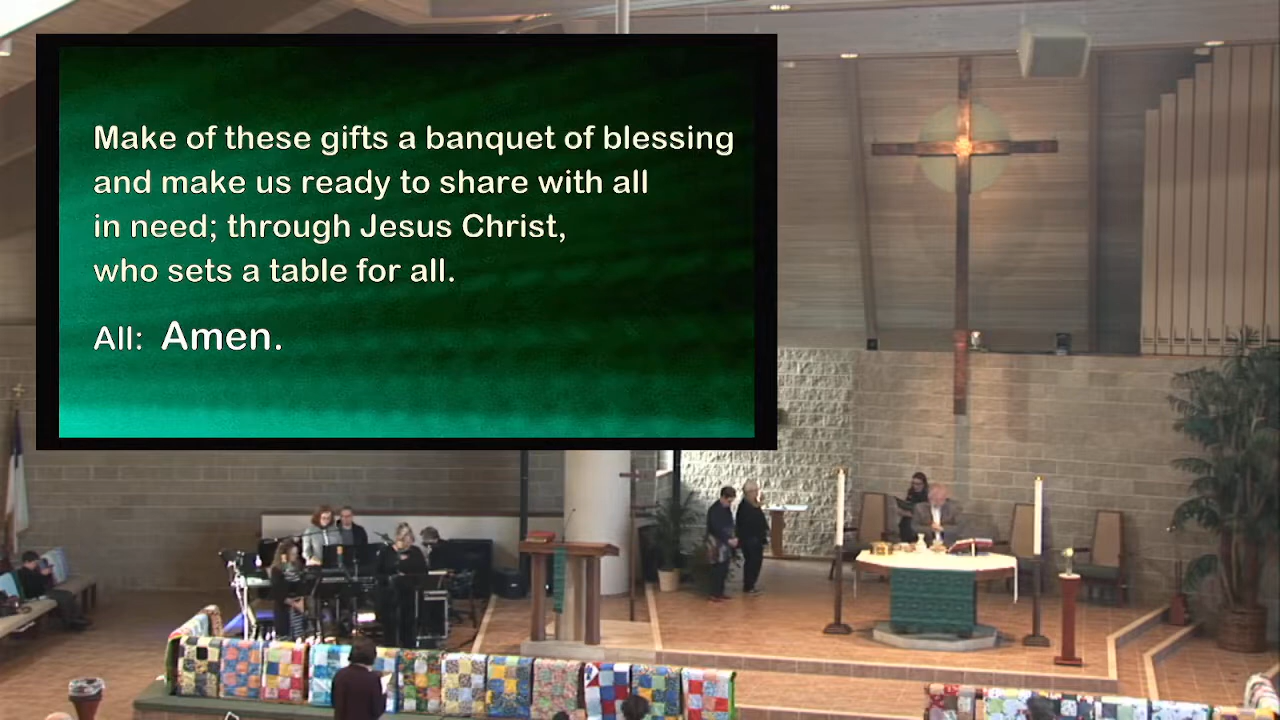 Make of these gifts a banquet of blessing
and make us ready to share with all
in need; through Jesus Christ,
who sets a table for all.
All: Amen.